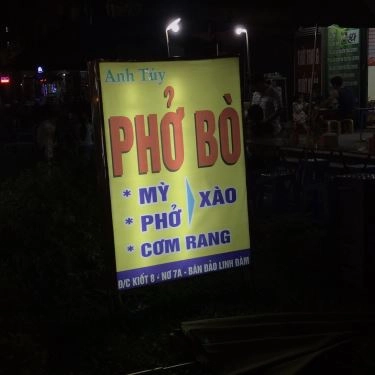 Anh Túy
PHỞ BÒ
* MỲ
* PHỞ
XÀO
* CƠM RANG
Đ/C KIỐT 8 - NƠ 7A - BÁN ĐẢO LINH ĐÀM